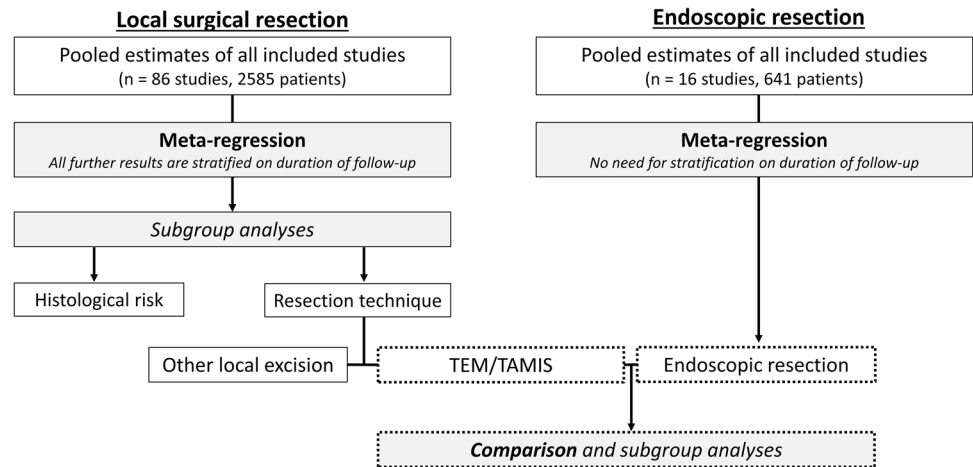 Local surgical resection
Pooled estimates of all included studies
(n = 86 studies, 2585 patients)
Meta-regression
All further results are stratified on duration of follow-up
Subgroup analyses
Histological risk
Resection technique
Other local excision
TEM/TAMIS
Endoscopic resection
Pooled estimates of all included studies
(n = 16 studies, 641 patients)
Meta-regression
No need for stratification on duration of follow-up
Endoscopic resection
Comparison and subgroup analyses